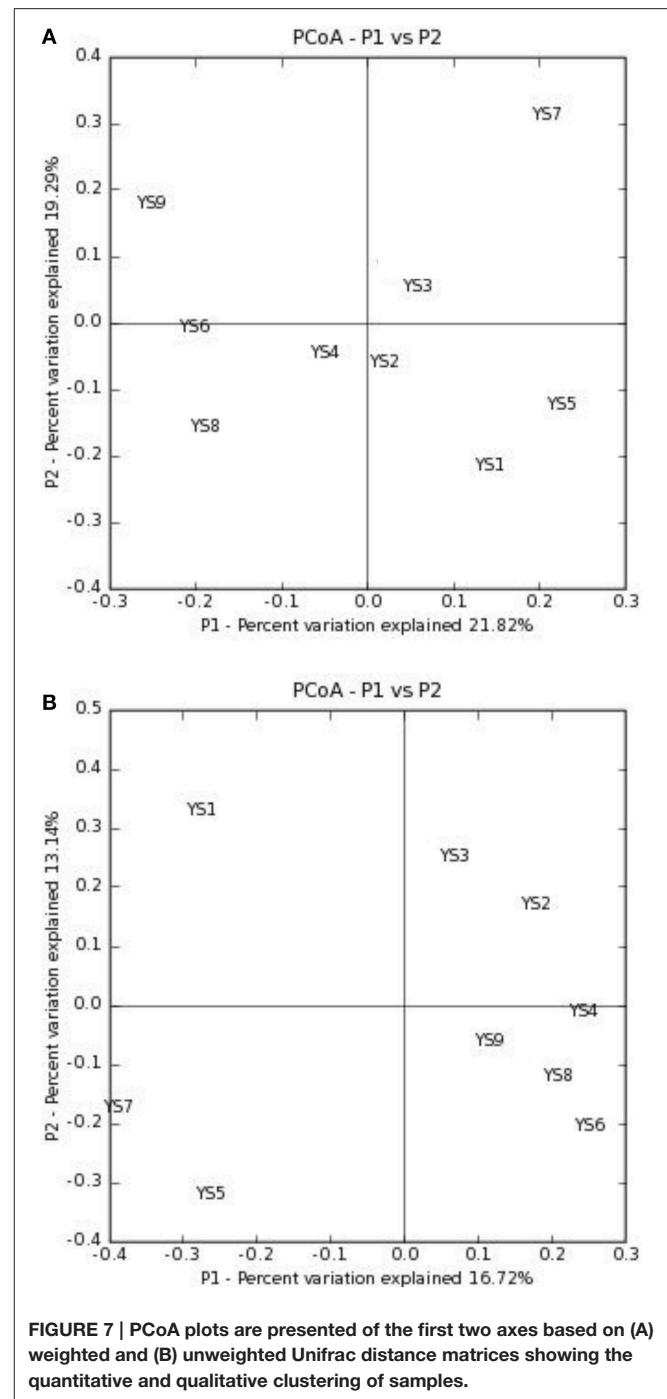 A
PCoA - P1 vs P2
0.4
0.3
0.2
0.1
0.0
-0.1
-0.2
-0.3
-0.4
P2 - Percent variation explained 19.29%
YS7
YS9
YS3
YS6
YS4
YS2
YS5
YS8
YS1
-0.3 -0.2 -0.1 0.0 0.1 0.2 0.3
P1 - Percent variation explained 21.82%
B
PCoA - P1 vs P2
0.5
0.4
0.3
0.2
0.1
0.0
-0.1
-0.2
-0.3
-0.4
P2 - Percent variation explained 13.14%
YS1
YS3
YS2
YS4
YS9
YS8
YS7
YS6
YS5
-0.4 -0.3 -0.2 -0.1 0.0 0.1 0.2 0.3
P1 - Percent variation explained 16.72%
FIGURE 7 | PCoA plots are presented of the first two axes based on (A)
weighted and (B) unweighted Unifrac distance matrices showing the
quantitative and qualitative clustering of samples.